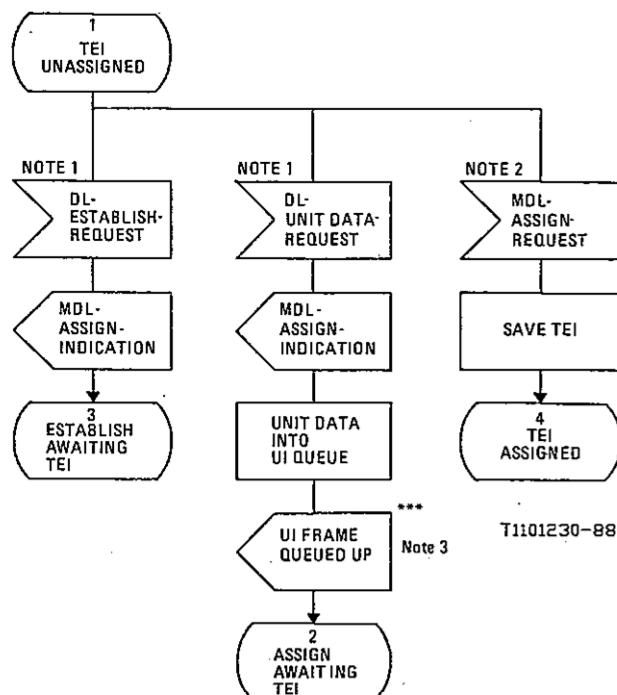 1
TEI
UNASSIGNED
NOTE 1
DL-
ESTABLISH-
REQUEST
MDL-
ASSIGN-
INDICATION
3
ESTABLISH
AWAITING
TEI
NOTE 1
DL-
UNIT DATA-
REQUEST
MDL-
ASSIGN-
INDICATION
UNIT DATA
INTO
UI QUEUE
UI FRAME
QUEUED UP
***
Note 3
2
ASSIGN
AWAITING
TEI
NOTE 2
MDL-
ASSIGN-
REQUEST
SAVE TEI
4
TEI
ASSIGNED
T1101230-88